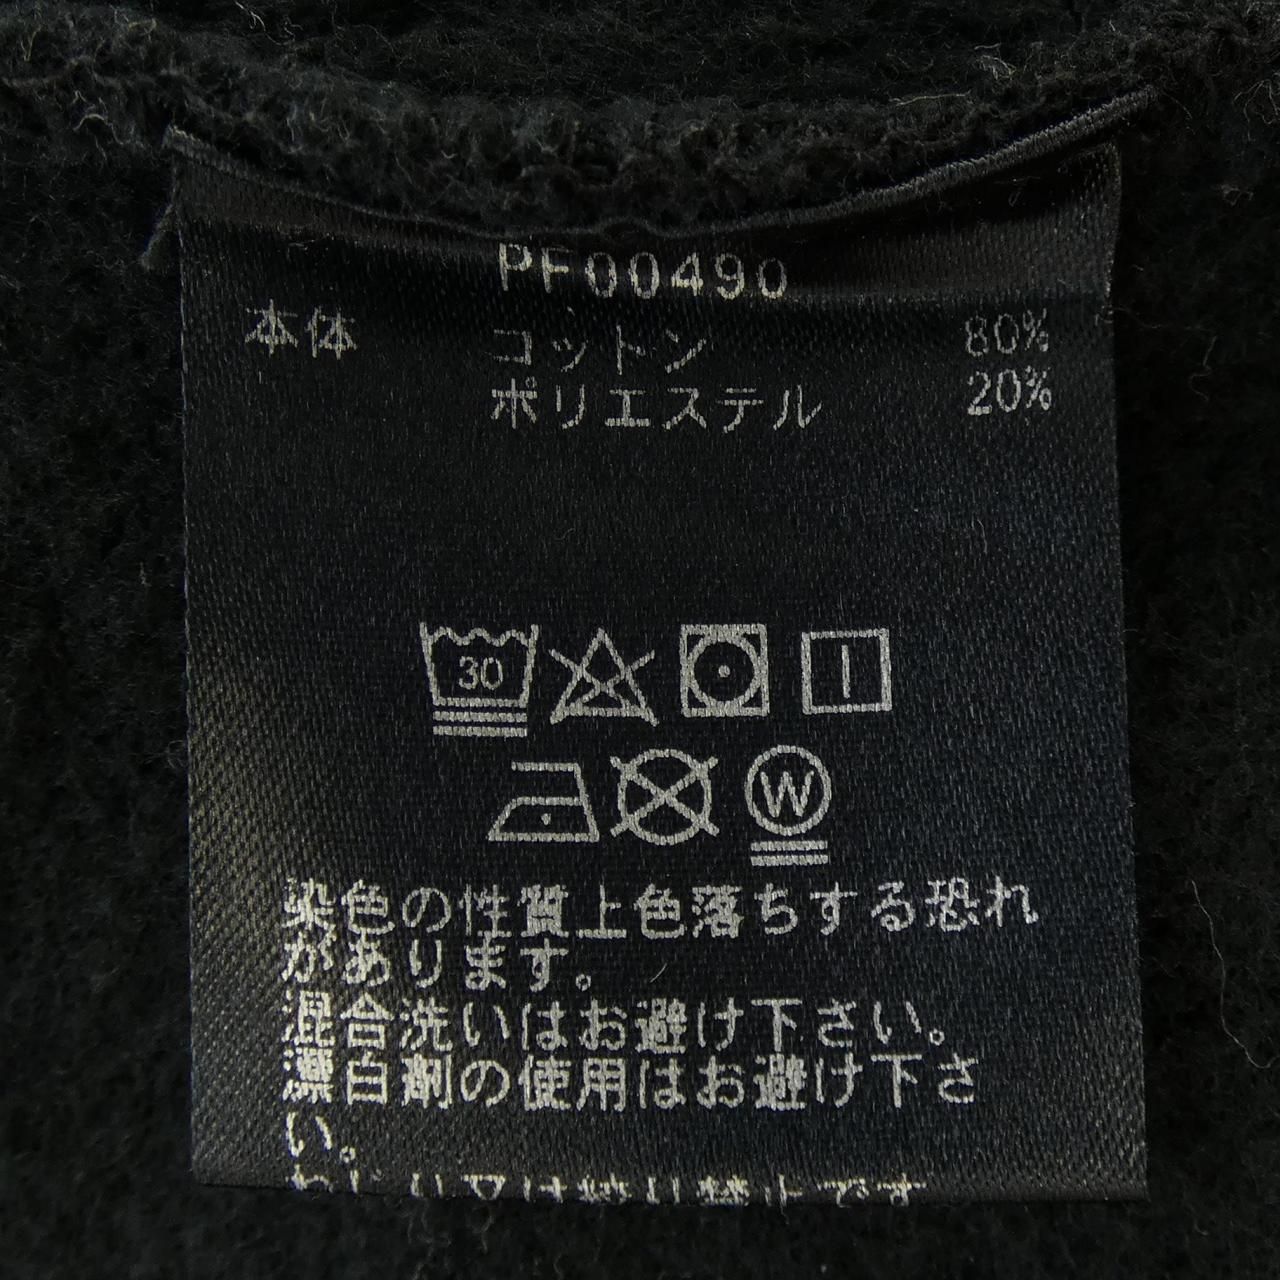 PF00490
本体 コットン 80%
ポリエステル 20%
30
W
染色の性質上色落ちする恐れ
があります。
混合洗いはお避け下さい。
漂白剤の使用はお避け下さ
い。